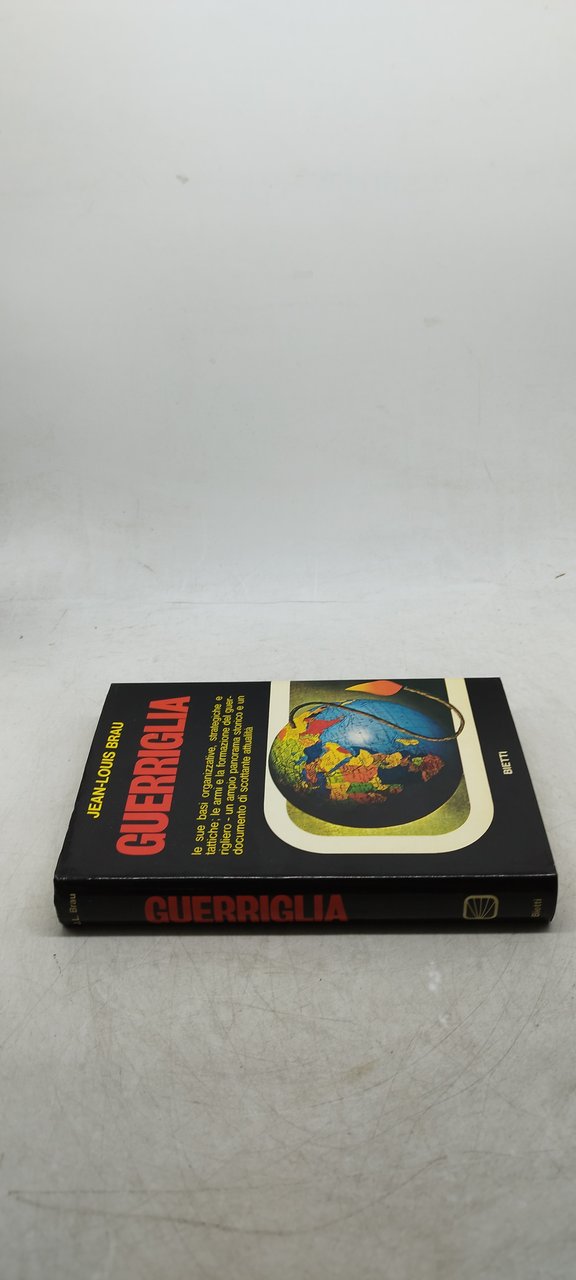 JEAN-LOUIS BRAU
GUERRIGLIA
le sue basi organizzative, strategiche e
tattiche; le armi e la formazione del guer-
rigliero - un ampio panorama storico e un
documento di scottante attualità
BIETTI
J.L. Brau
GUERRIGLIA
Bietti